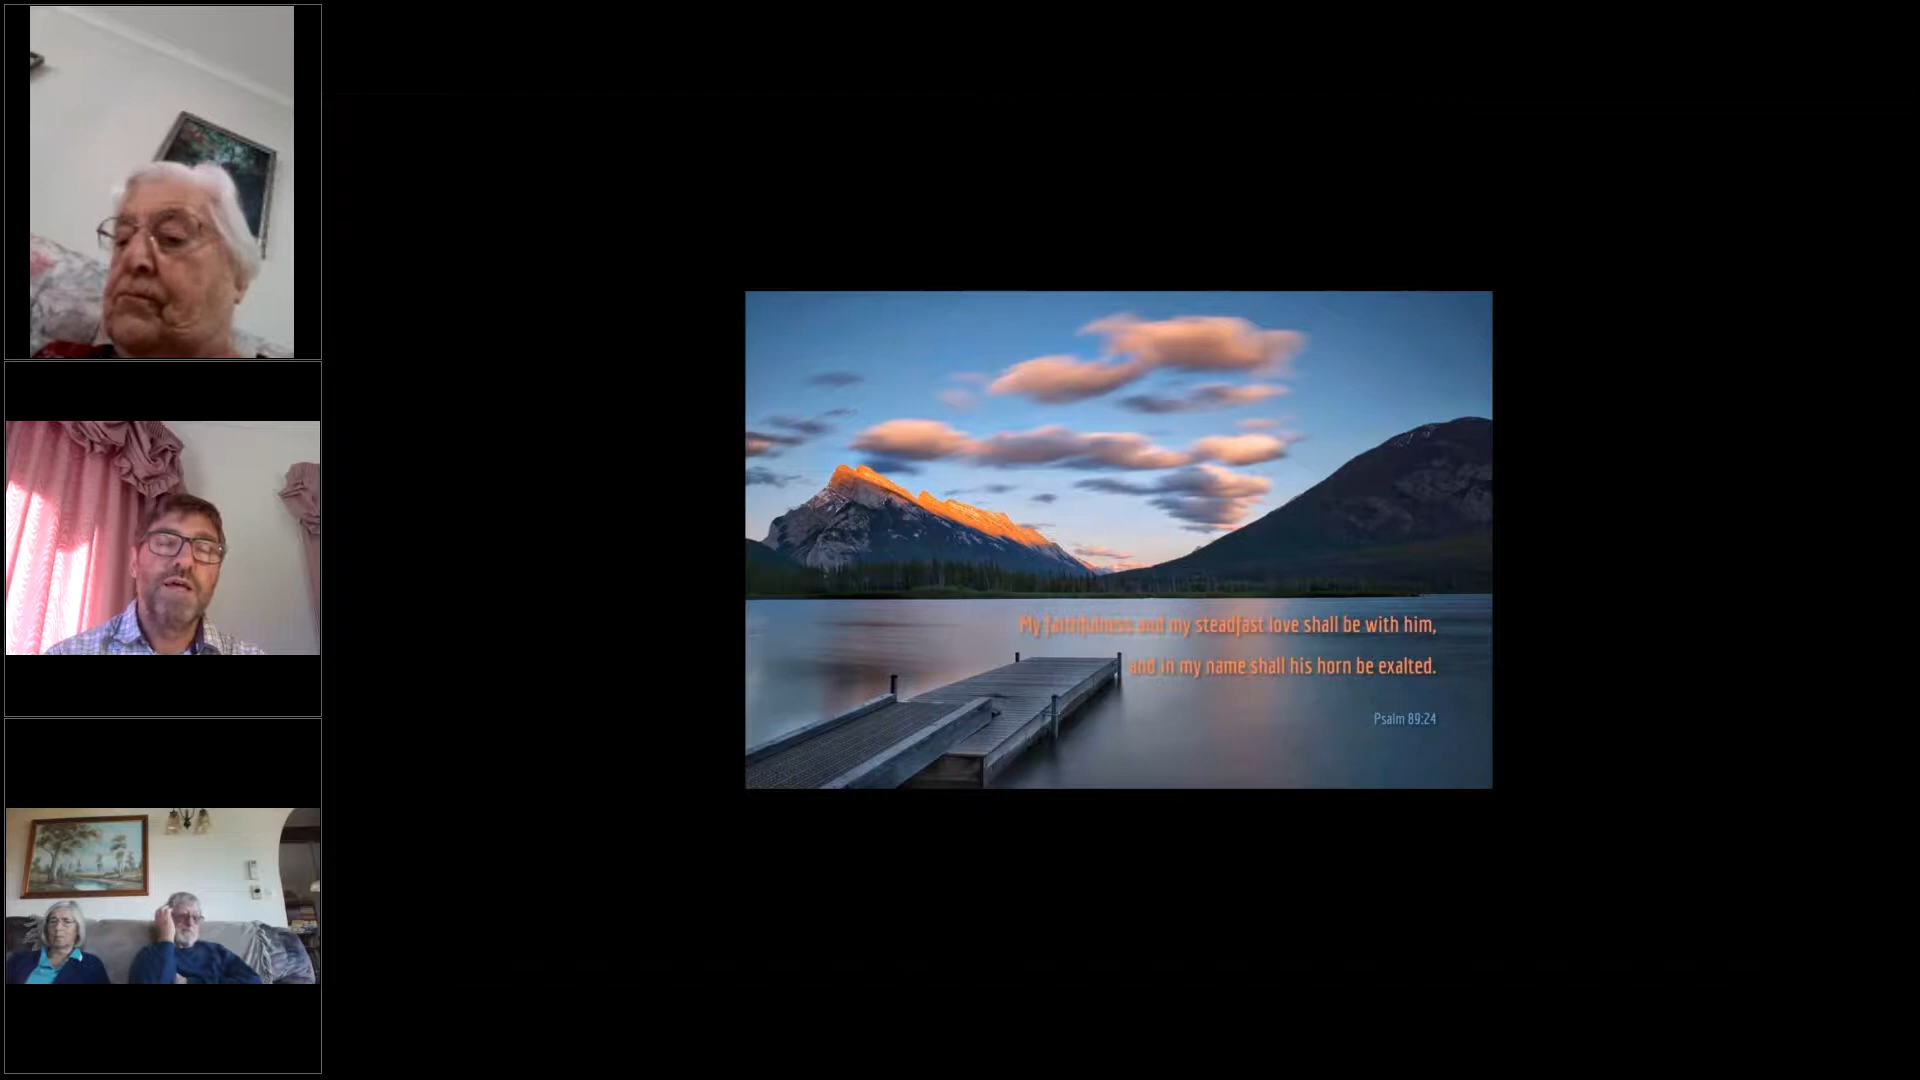 My faithfulness and my steadfast love shall be with him,
and in my name shall his horn be exalted.
Psalm 89:24